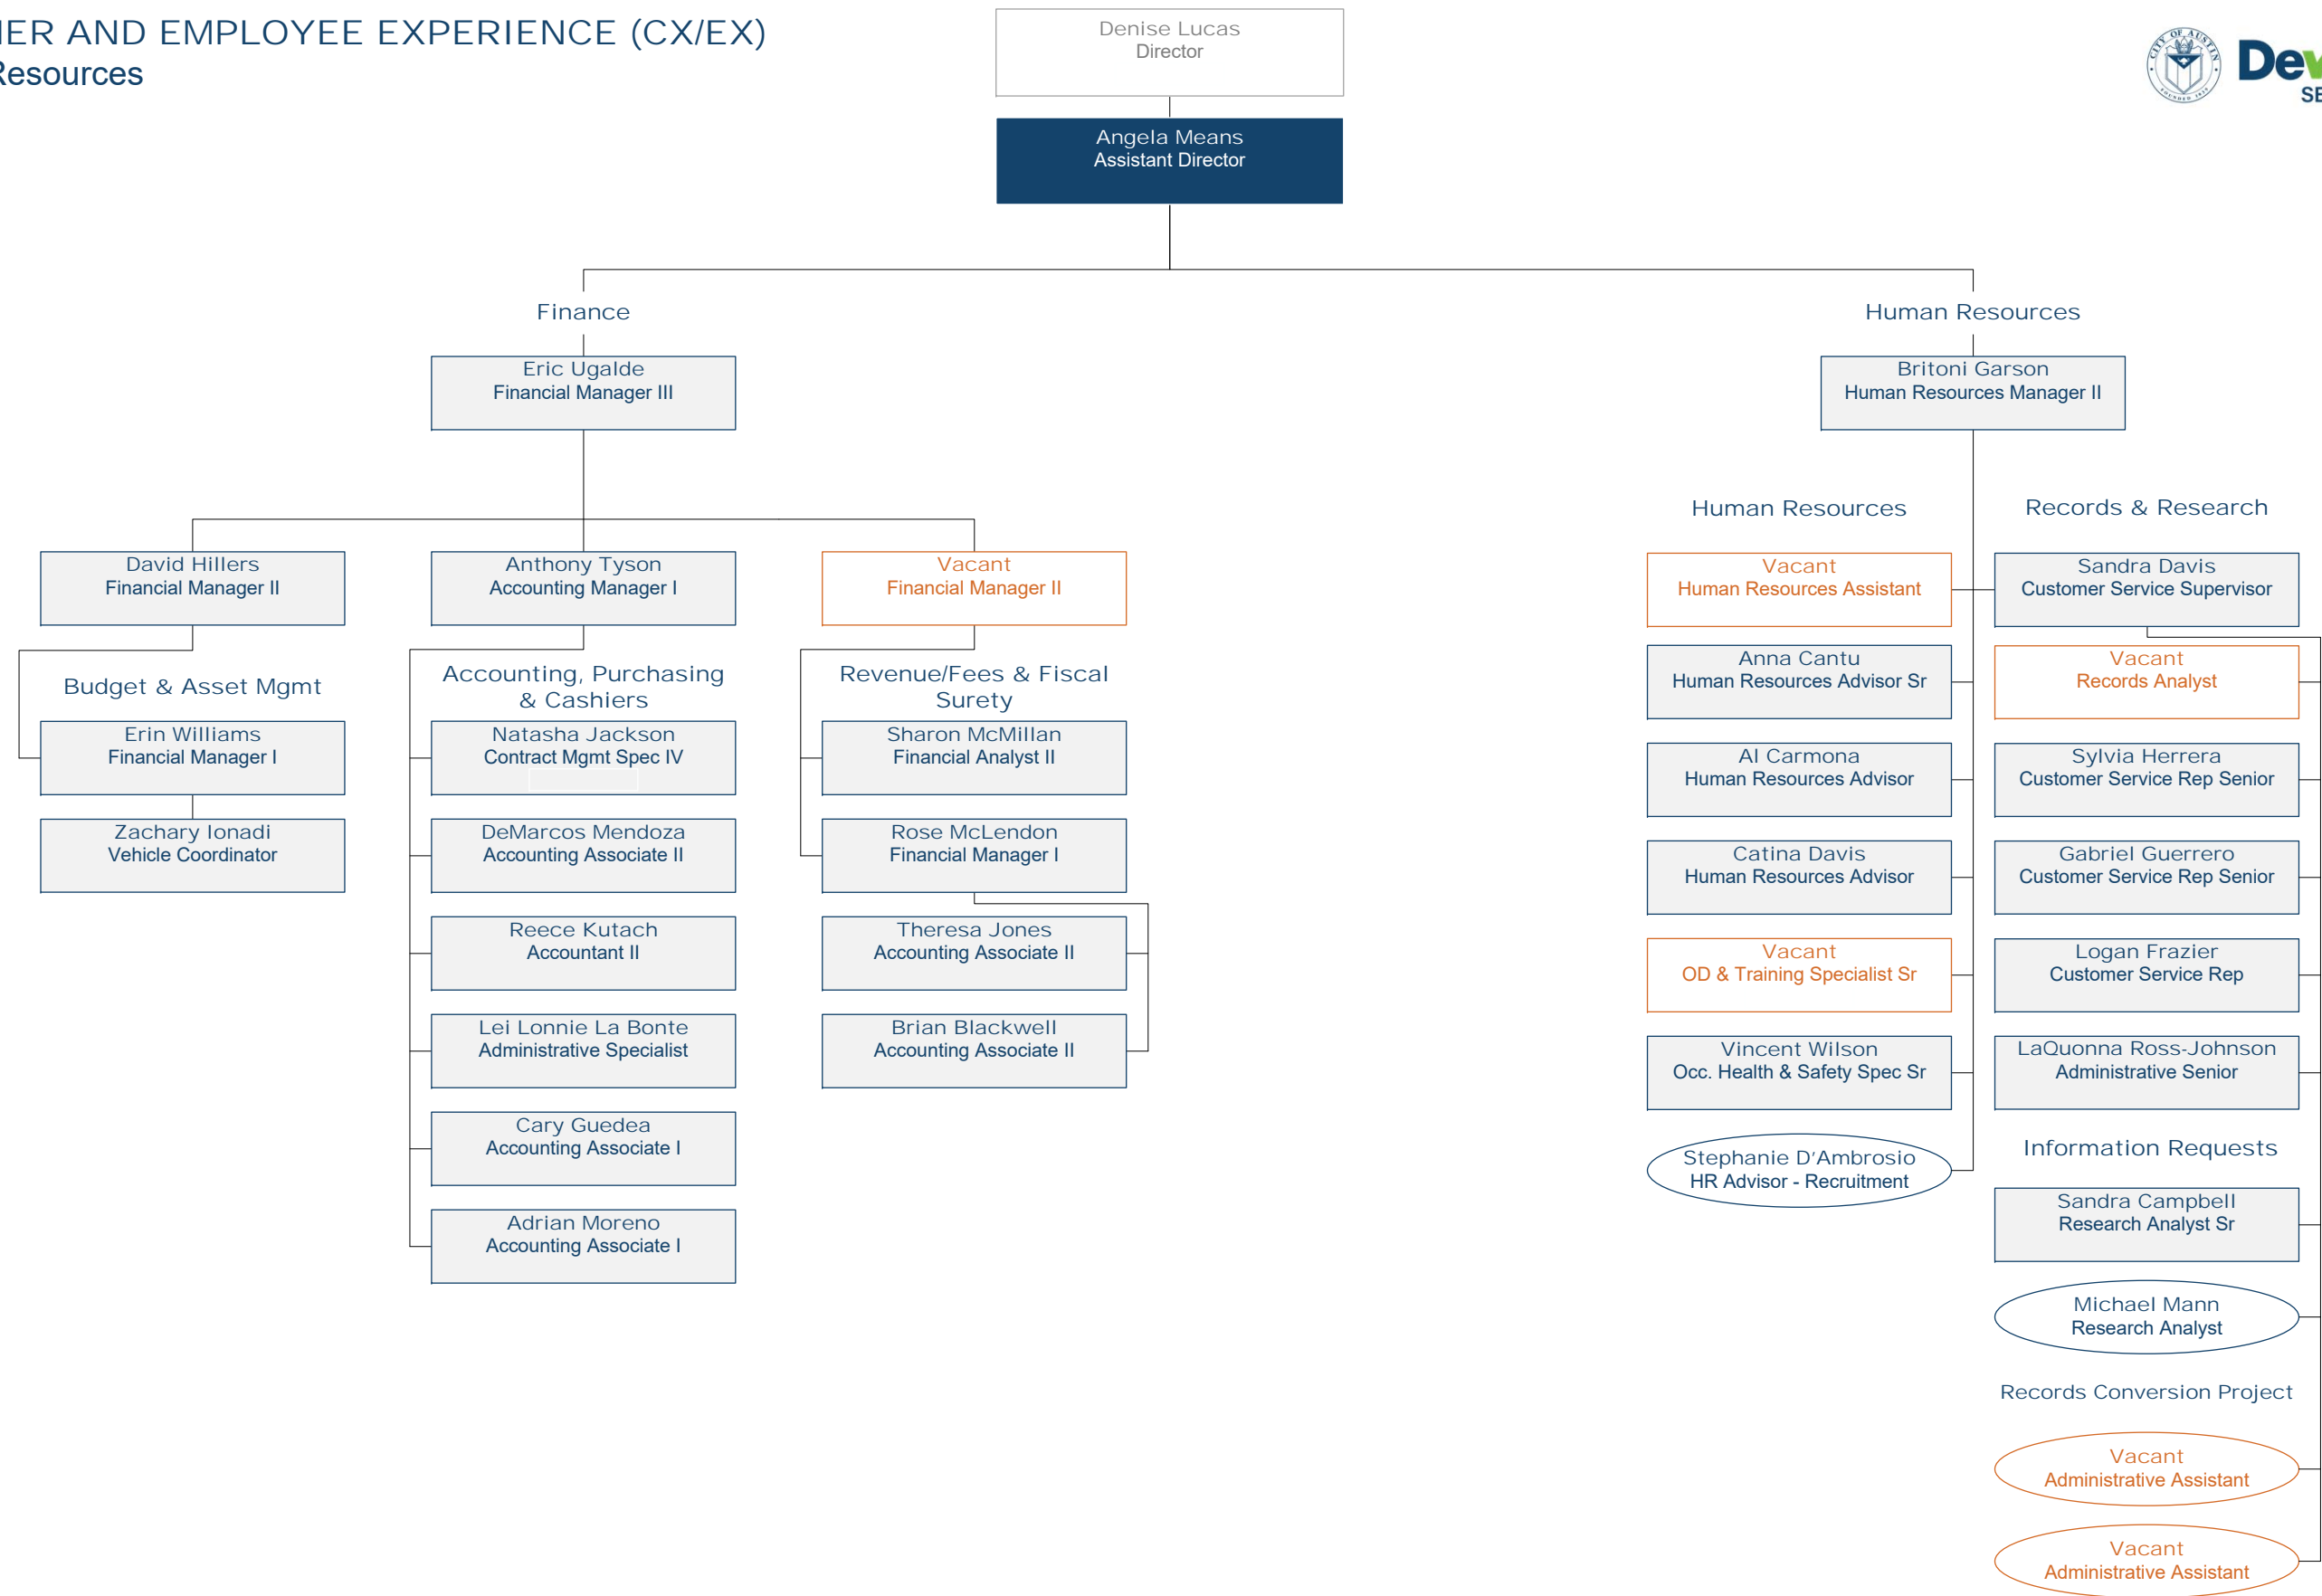 AND EMPLOYEE EXPERIENCE (CX/EX)
Resources
Denise Lucas
Director
CITY OF AUSTIN
FOUNDED 1839
Angela Means
Assistant Director
Finance
Human Resources
Eric Ugalde
Financial Manager III
Britoni Garson
Human Resources Manager II
David Hillers
Financial Manager II
Budget & Asset Mgmt
Erin Williams
Financial Manager I
Zachary Ionadi
Vehicle Coordinator
Anthony Tyson
Accounting Manager I
Accounting, Purchasing
& Cashiers
Natasha Jackson
Contract Mgmt Spec IV
DeMarcos Mendoza
Accounting Associate II
Reece Kutach
Accountant II
Lei Lonnie La Bonte
Administrative Specialist
Cary Guedea
Accounting Associate I
Adrian Moreno
Accounting Associate I
Vacant
Financial Manager II
Revenue/Fees & Fiscal
Surety
Sharon McMillan
Financial Analyst II
Rose McLendon
Financial Manager I
Theresa Jones
Accounting Associate II
Brian Blackwell
Accounting Associate II
Human Resources
Vacant
Human Resources Assistant
Anna Cantu
Human Resources Advisor Sr
Al Carmona
Human Resources Advisor
Catina Davis
Human Resources Advisor
Vacant
OD & Training Specialist Sr
Vincent Wilson
Occ. Health & Safety Spec Sr
Stephanie D’Ambrosio
HR Advisor - Recruitment
Records & Research
Sandra Davis
Customer Service Supervisor
Vacant
Records Analyst
Sylvia Herrera
Customer Service Rep Senior
Gabriel Guerrero
Customer Service Rep Senior
Logan Frazier
Customer Service Rep
LaQuonna Ross-Johnson
Administrative Senior
Information Requests
Sandra Campbell
Research Analyst Sr
Michael Mann
Research Analyst
Records Conversion Project
Vacant
Administrative Assistant
Vacant
Administrative Assistant